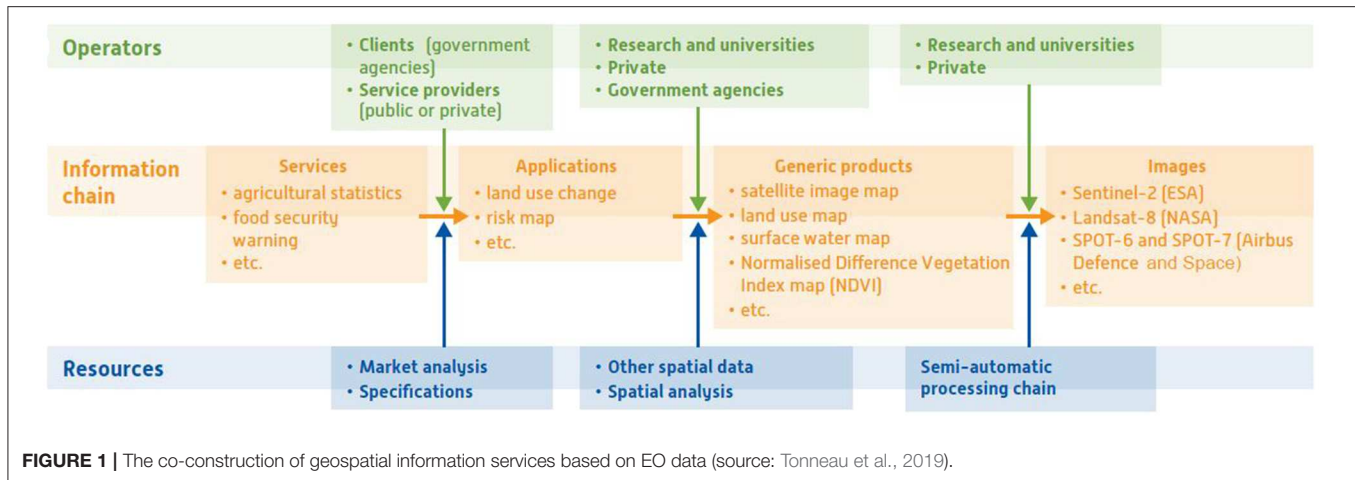 Operators
• Clients (government
agencies)
• Service providers
(public or private)
• Research and universities
• Private
• Government agencies
• Research and universities
• Private
Information
chain
Services
• agricultural statistics
• food security
warning
• etc.
Applications
• land use change
• risk map
• etc.
Generic products
• satellite image map
• land use map
• surface water map
• Normalised Difference Vegetation
Index map (NDVI)
• etc.
Images
• Sentinel-2 (ESA)
• Landsat-8 (NASA)
• SPOT-6 and SPOT-7 (Airbus
Defence and Space)
• etc.
Resources
• Market analysis
• Specifications
• Other spatial data
• Spatial analysis
Semi-automatic
processing chain
FIGURE 1 | The co-construction of geospatial information services based on EO data (source: Tonneau et al., 2019).